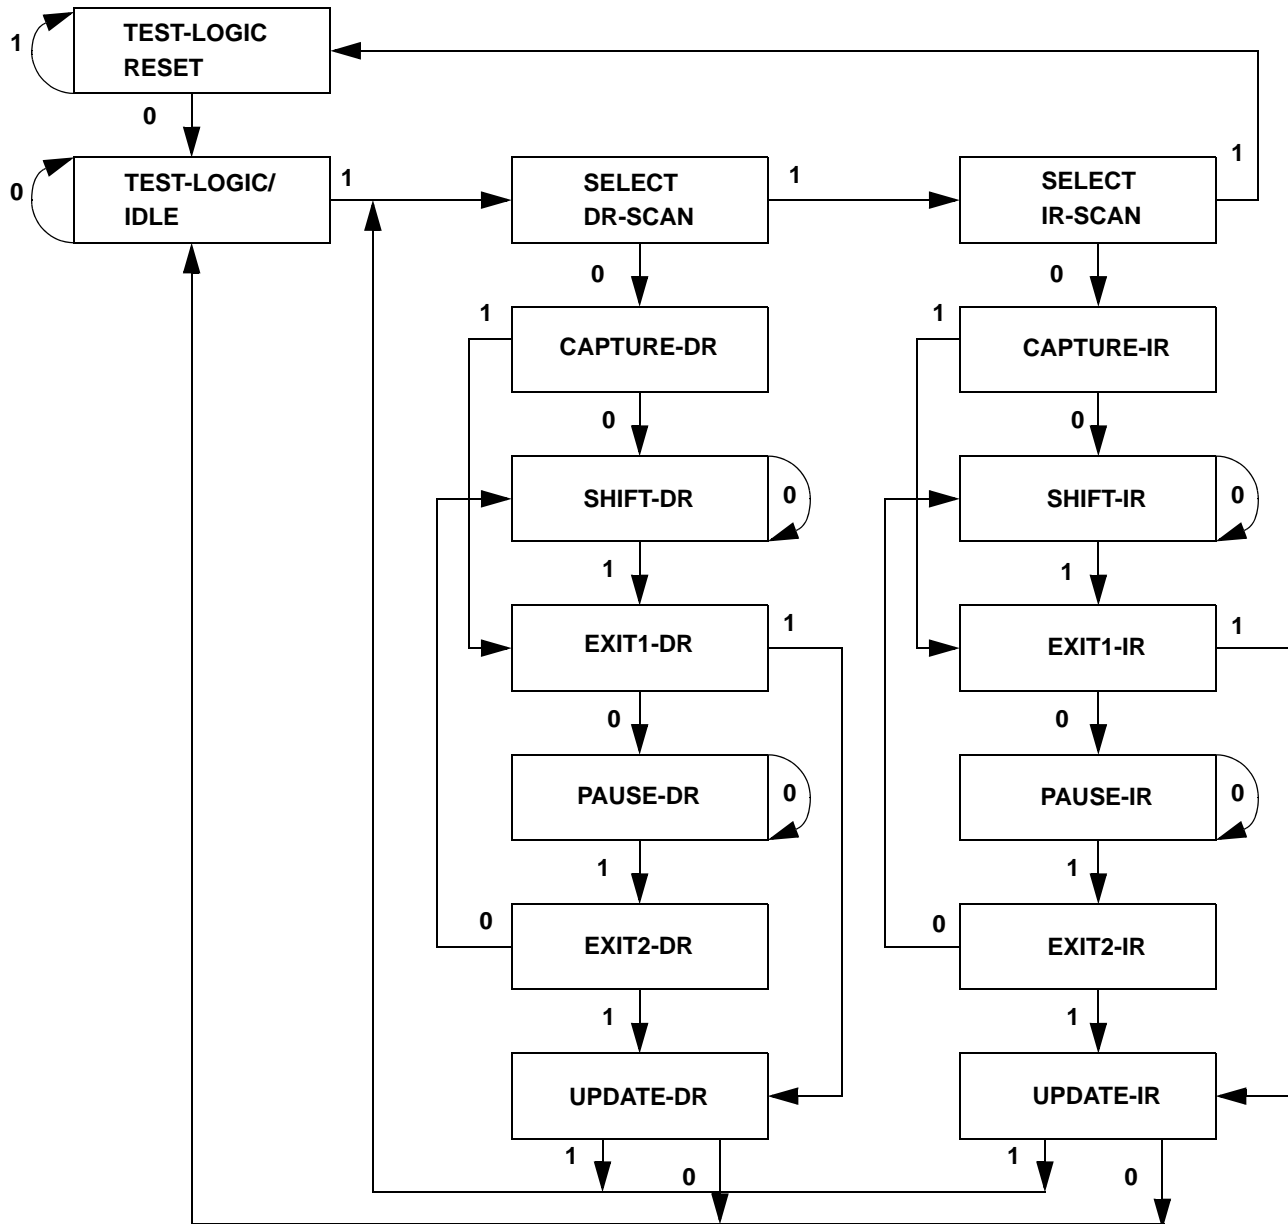 1
TEST-LOGIC
RESET
0
0
TEST-LOGIC/
IDLE
1
SELECT
DR-SCAN
1
SELECT
IR-SCAN
1
0
0
1
CAPTURE-DR
1
CAPTURE-IR
0
0
SHIFT-DR
0
SHIFT-IR
0
1
1
EXIT1-DR
1
EXIT1-IR
1
0
0
PAUSE-DR
0
PAUSE-IR
0
1
1
0
EXIT2-DR
0
EXIT2-IR
1
1
UPDATE-DR
UPDATE-IR
1
0
1
0